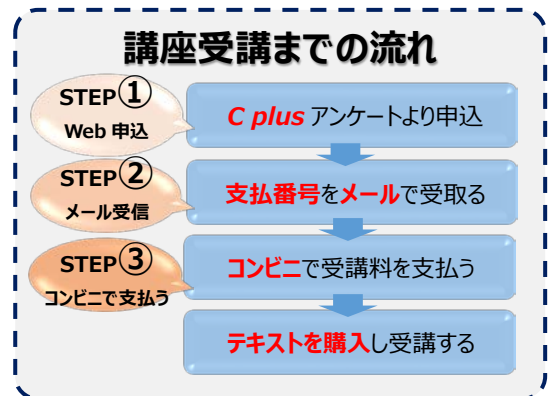 講座受講までの流れ
STEP①
Web 申込
C plus アンケートより申込
STEP②
メール受信
支払番号をメールで受取る
STEP③
コンビニで支払う
コンビニで受講料を支払う
テキストを購入し受講する